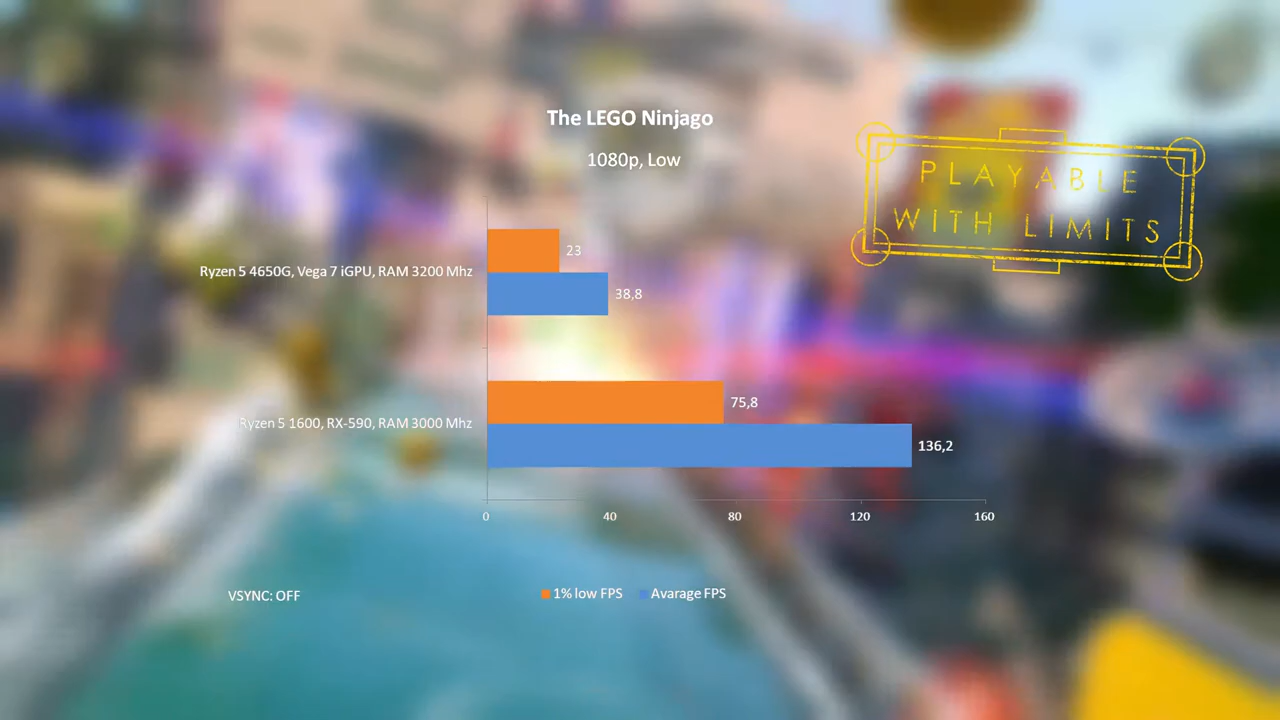 The LEGO Ninjago
1080p, Low
PLAYABLE
WITH LIMITS
23
Ryzen 5 4650G, Vega 7 iGPU, RAM 3200 Mhz
38,8
75,8
Ryzen 5 1600, RX-590, RAM 3000 Mhz
136,2
0 40 80 120 160
VSYNC: OFF
1% low FPS Avarage FPS